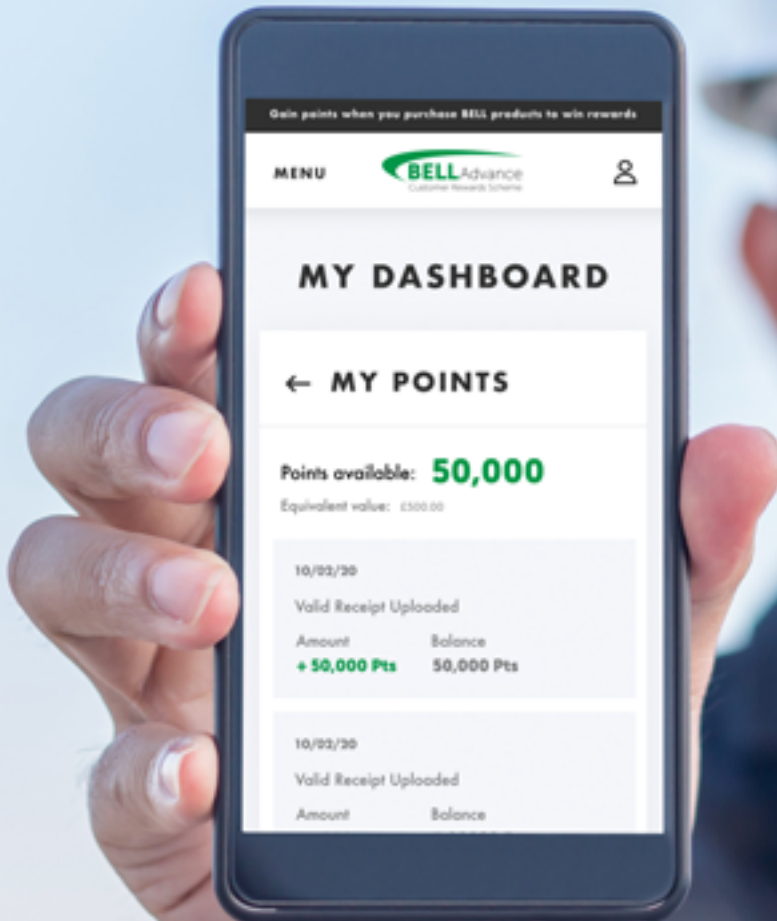 Gain points when you purchase BELL products to win rewards
MENU
BELL Advance
Customer Rewards Scheme
MY DASHBOARD
← MY POINTS
Points available: 50,000
Equivalent value: £500.00
10/02/20
Valid Receipt Uploaded
Amount Balance
+ 50,000 Pts 50,000 Pts
10/02/20
Valid Receipt Uploaded
Amount Balance